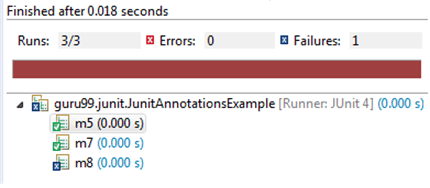 Finished after 0.018 seconds
Runs: 3/3 Errors: 0 Failures: 1
guru99.junit.JunitAnnotationsExample [Runner: JUnit 4] (0.000 s)
m5 (0.000 s)
m7 (0.000 s)
m8 (0.000 s)